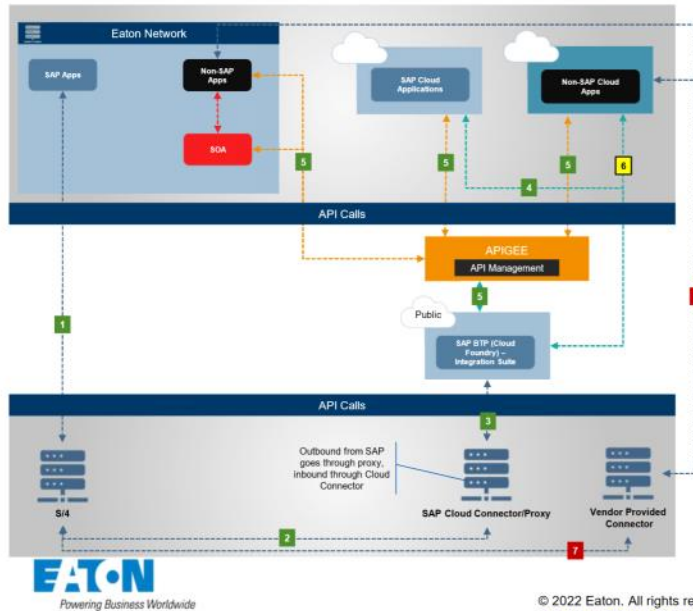 Eaton Network
SAP Apps
Non-SAP
Apps
SOA
SAP Cloud
Applications
Non-SAP Cloud
Apps
5
5
5
6
4
API Calls
APIGEE
API Management
5
1
Public
SAP BTP (Cloud
Foundry) –
Integration Suite
API Calls
3
Outbound from SAP
goes through proxy,
inbound through Cloud
Connector
S/4
SAP Cloud Connector/Proxy
Vendor Provided
Connector
2
7
EATON
Powering Business Worldwide
© 2022 Eaton. All rights re